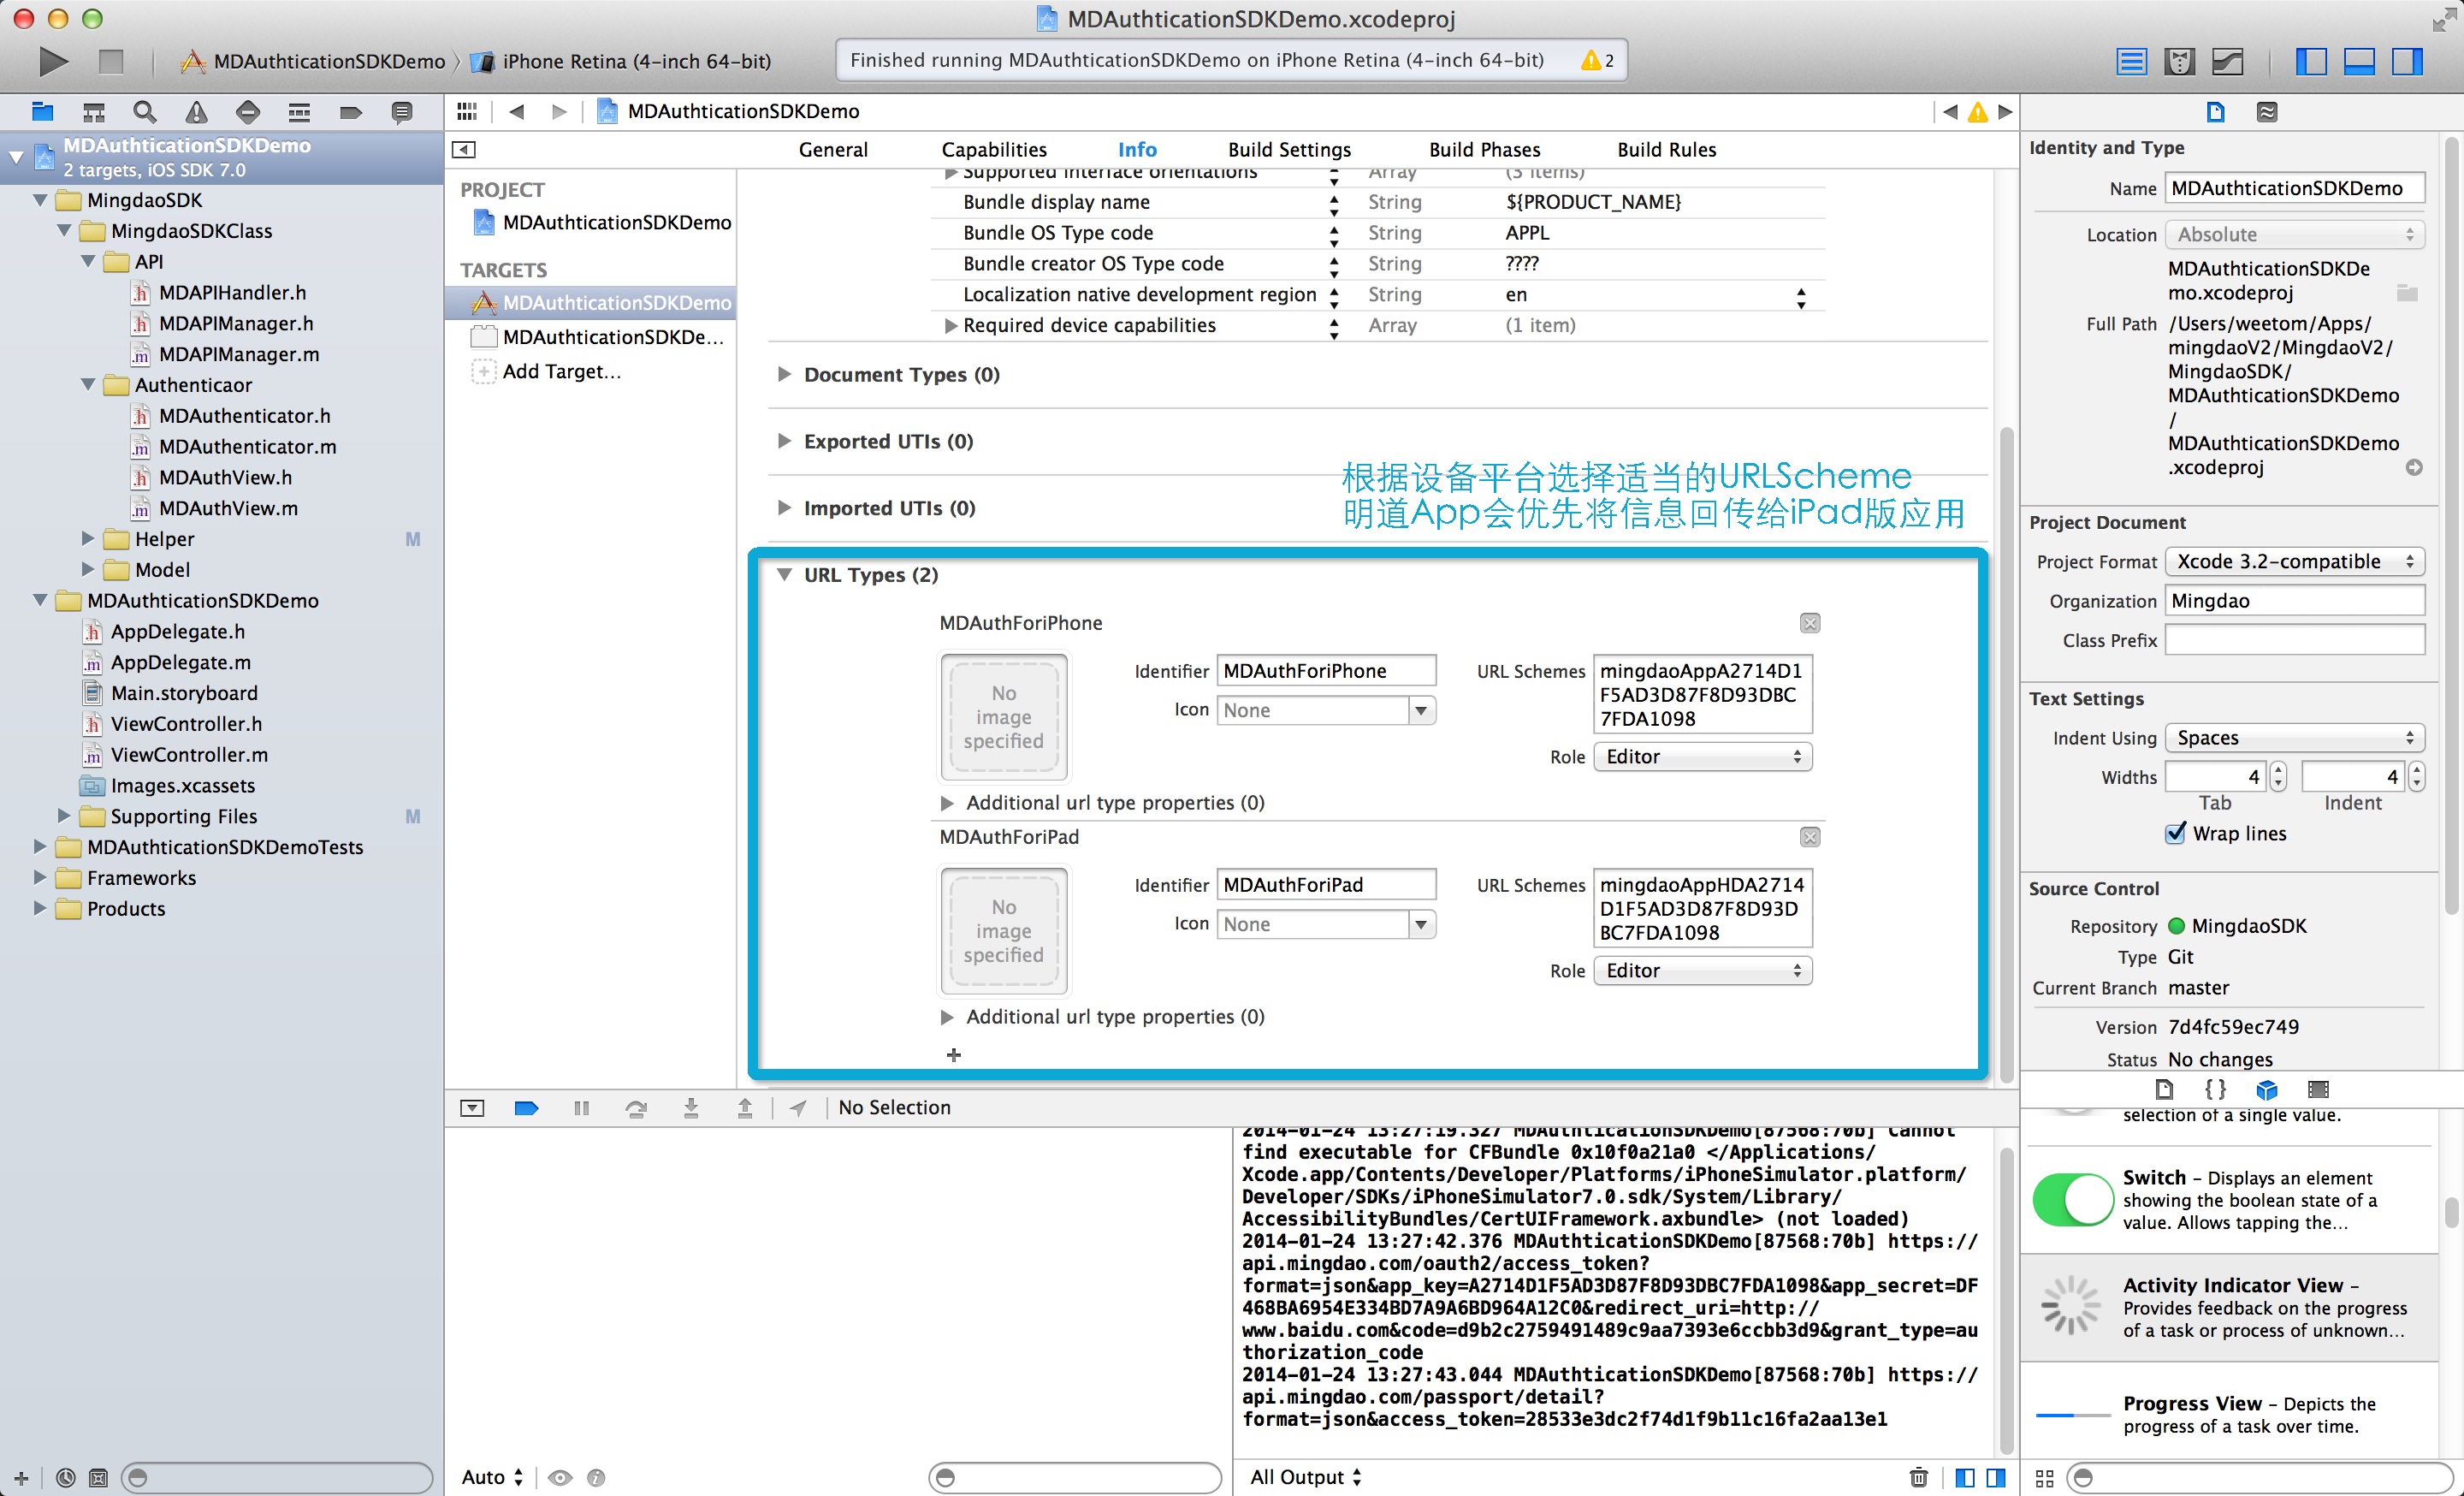 MDAuthticationSDKDemo.xcodeproj
MDAuthticationSDKDemo
iPhone Retina (4-inch 64-bit)
Finished running MDAuthticationSDKDemo on iPhone Retina (4-inch 64-bit)
2
MDAuthticationSDKDemo
2 targets, iOS SDK 7.0
MingdaoSDK
MingdaoSDKClass
API
MDAPIHandler.h
MDAPIManager.h
MDAPIManager.m
Authenticaor
MDAuthenticator.h
MDAuthenticator.m
MDAuthView.h
MDAuthView.m
Helper
M
Model
MDAuthticationSDKDemo
AppDelegate.h
AppDelegate.m
Main.storyboard
ViewController.h
ViewController.m
Images.xcassets
Supporting Files
M
MDAuthticationSDKDemoTests
Frameworks
Products
MDAuthticationSDKDemo
General
Capabilities
Info
Build Settings
Build Phases
Build Rules
PROJECT
MDAuthticationSDKDemo
TARGETS
MDAuthticationSDKDemo
MDAuthticationSDKDe...
Add Target...
Supported interface orientations Array (3 items)
Bundle display name String ${PRODUCT_NAME}
Bundle OS Type code String APPL
Bundle creator OS Type code String ????
Localization native development region String en
Required device capabilities Array (1 item)
Document Types (0)
Exported UTIs (0)
Imported UTIs (0)
根据设备平台选择适当的URLScheme
明道App会优先将信息回传给iPad版应用
URL Types (2)
MDAuthForiPhone
No
image
specified
Identifier MDAuthForiPhone
Icon None
URL Schemes mingdaoAppA2714D1
F5AD3D87F8D93DBC
7FDA1098
Role Editor
Additional url type properties (0)
MDAuthForiPad
No
image
specified
Identifier MDAuthForiPad
Icon None
URL Schemes mingdaoAppHDA2714
D1F5AD3D87F8D93D
BC7FDA1098
Role Editor
Additional url type properties (0)
No Selection
2014-01-24 13:27:19.327 MDAuthticationSDKDemo[87568:70b] Cannot
find executable for CFBundle 0x10f0a21a0 </Applications/
Xcode.app/Contents/Developer/Platforms/iPhoneSimulator.platform/
Developer/SDKs/iPhoneSimulator7.0.sdk/System/Library/
AccessibilityBundles/CertUIFramework.axbundle> (not loaded)
2014-01-24 13:27:42.376 MDAuthticationSDKDemo[87568:70b] https://
api.mingdao.com/oauth2/access_token?
format=json&app_key=A2714D1F5AD3D87F8D93DBC7FDA1098&app_secret=DF
468BA6954E334BD7A9A6BD964A12C0&redirect_uri=http://
www.baidu.com&code=d9b2c2759491489c9aa7393e6ccbb3d9&grant_type=au
thorization_code
2014-01-24 13:27:43.044 MDAuthticationSDKDemo[87568:70b] https://
api.mingdao.com/passport/detail?
format=json&access_token=28533e3dc2f74d1f9b11c16fa2aa13e1
Auto
All Output
Identity and Type
Name MDAuthticationSDKDemo
Location Absolute
MDAuthticationSDKDe
mo.xcodeproj
Full Path /Users/weetom/Apps/
mingdaoV2/MingdaoV2/
MingdaoSDK/
MDAuthticationSDKDemo
/
MDAuthticationSDKDemo
.xcodeproj
Project Document
Project Format Xcode 3.2-compatible
Organization Mingdao
Class Prefix
Text Settings
Indent Using Spaces
Widths 4 4
Tab Indent
Wrap lines
Source Control
Repository MingdaoSDK
Type Git
Current Branch master
Version 7d4fc59ec749
Status No changes
selection of a single value.
Switch – Displays an element
showing the boolean state of a
value. Allows tapping the...
Activity Indicator View –
Provides feedback on the progress
of a task or process of unknown...
Progress View – Depicts the
progress of a task over time.